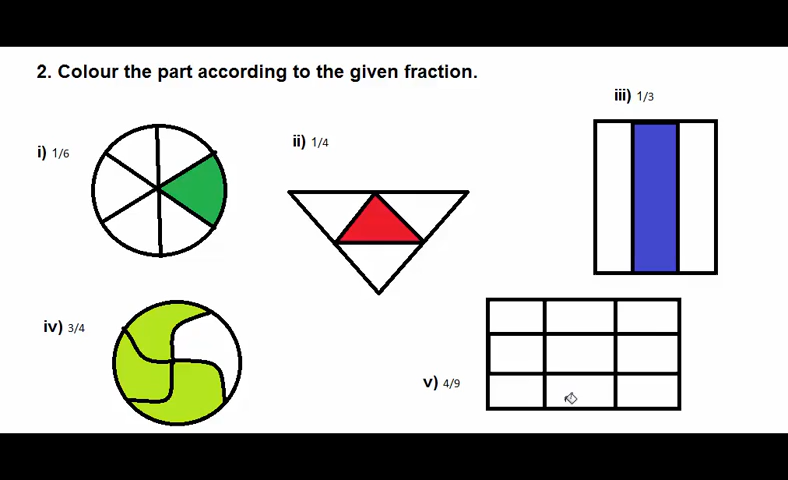 2. Colour the part according to the given fraction.
i) 1/6
ii) 1/4
iii) 1/3
iv) 3/4
v) 4/9